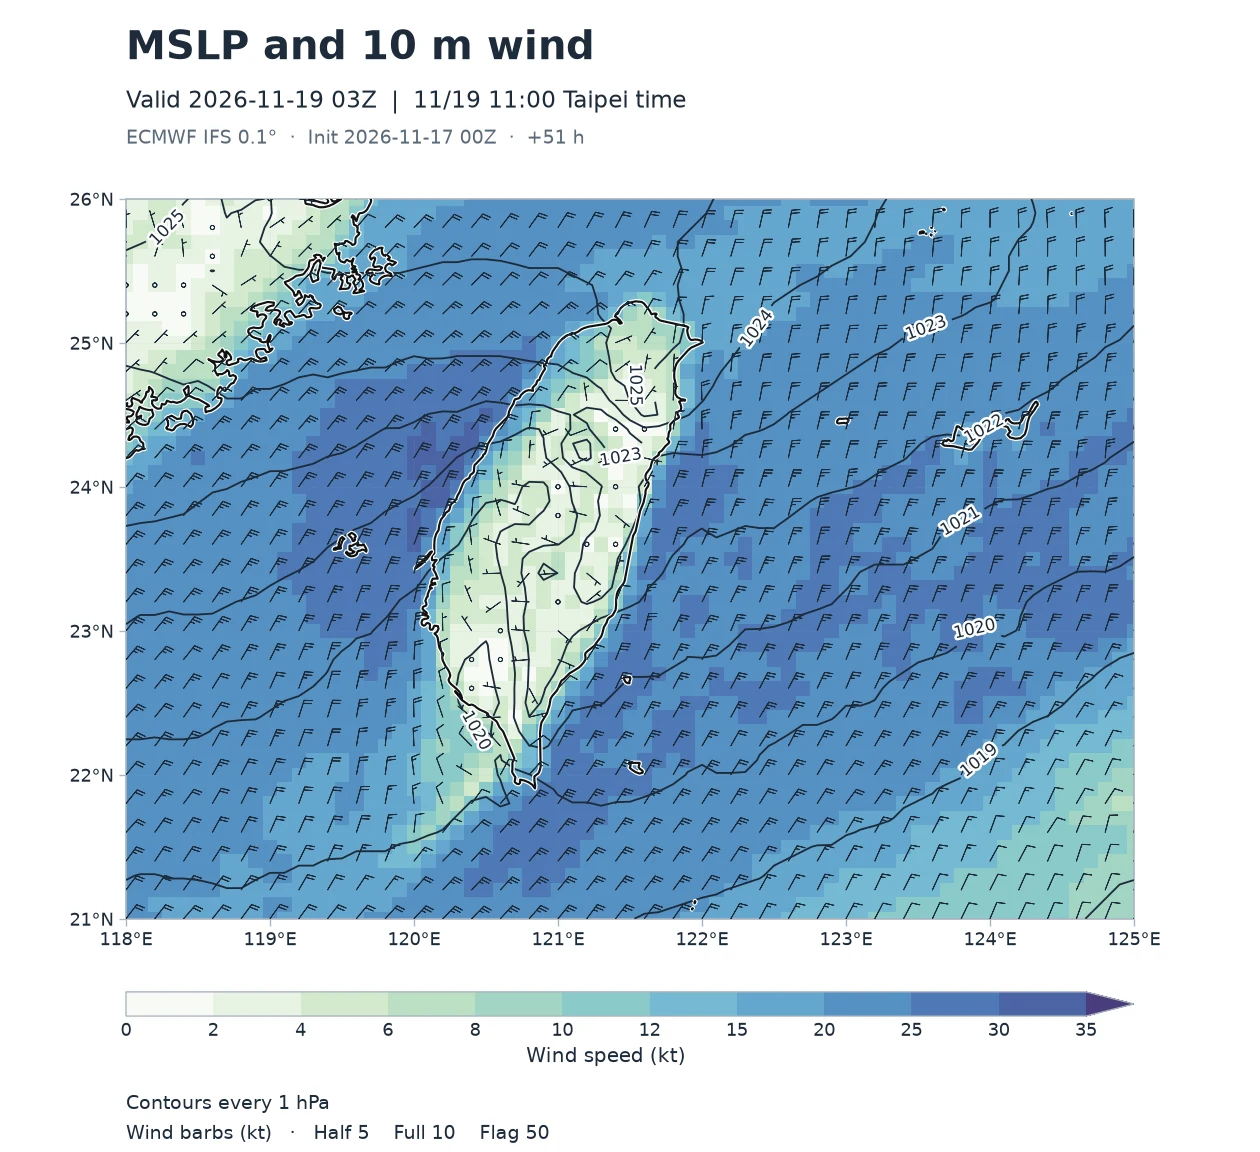 MSLP and 10 m wind
Valid 2026-11-19 03Z | 11/19 11:00 Taipei time
ECMWF IFS 0.1° · Init 2026-11-17 00Z · +51 h
26°N
25°N
24°N
23°N
22°N
21°N
1025
1024
1023
1025
1023
1022
1021
1020
1020
1019
118°E 119°E 120°E 121°E 122°E 123°E 124°E 125°E
0 2 4 6 8 10 12 15 20 25 30 35
Wind speed (kt)
Contours every 1 hPa
Wind barbs (kt) · Half 5 Full 10 Flag 50